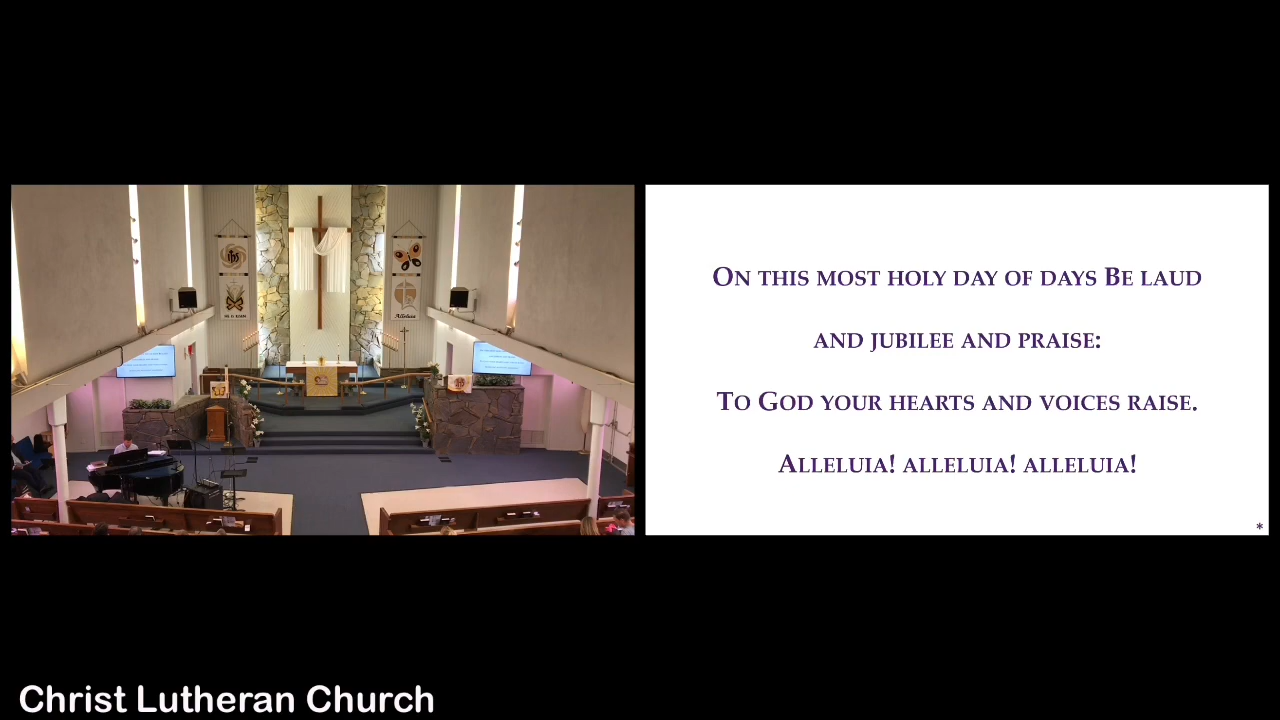 On this most holy day of days Be laud
and jubilee and praise:
To God your hearts and voices raise.
Alleluia! alleluia! alleluia!
*
Christ Lutheran Church